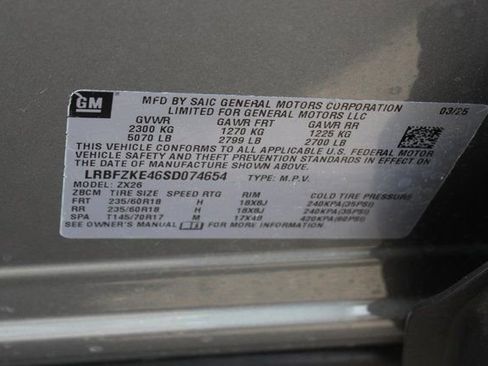 GM
MFD BY SAIC GENERAL MOTORS CORPORATION
LIMITED FOR GENERAL MOTORS LLC
03/25
GVWR GAWR FRT GAWR RR
2300 KG 1270 KG 1225 KG
5070 LB 2799 LB 2700 LB
THIS VEHICLE CONFORMS TO ALL APPLICABLE U.S. FEDERAL MOTOR
VEHICLE SAFETY AND THEFT PREVENTION STANDARDS IN EFFECT ON
THE DATE OF MANUFACTURE SHOWN ABOVE.
LRBFZKE46SD074654 TYPE: M.P.V.
MODEL: ZX26
ZBCM TIRE SIZE SPEED RTG RIM COLD TIRE PRESSURE
FRT 235/60R18 H 18X8J 240KPA(35PSI)
RR 235/60R18 H 18X8J 240KPA(35PSI)
SPA T145/70R17 M 17X4B 420KPA(60PSI)
SEE OWNER'S MANUAL FOR MORE INFORMATION.